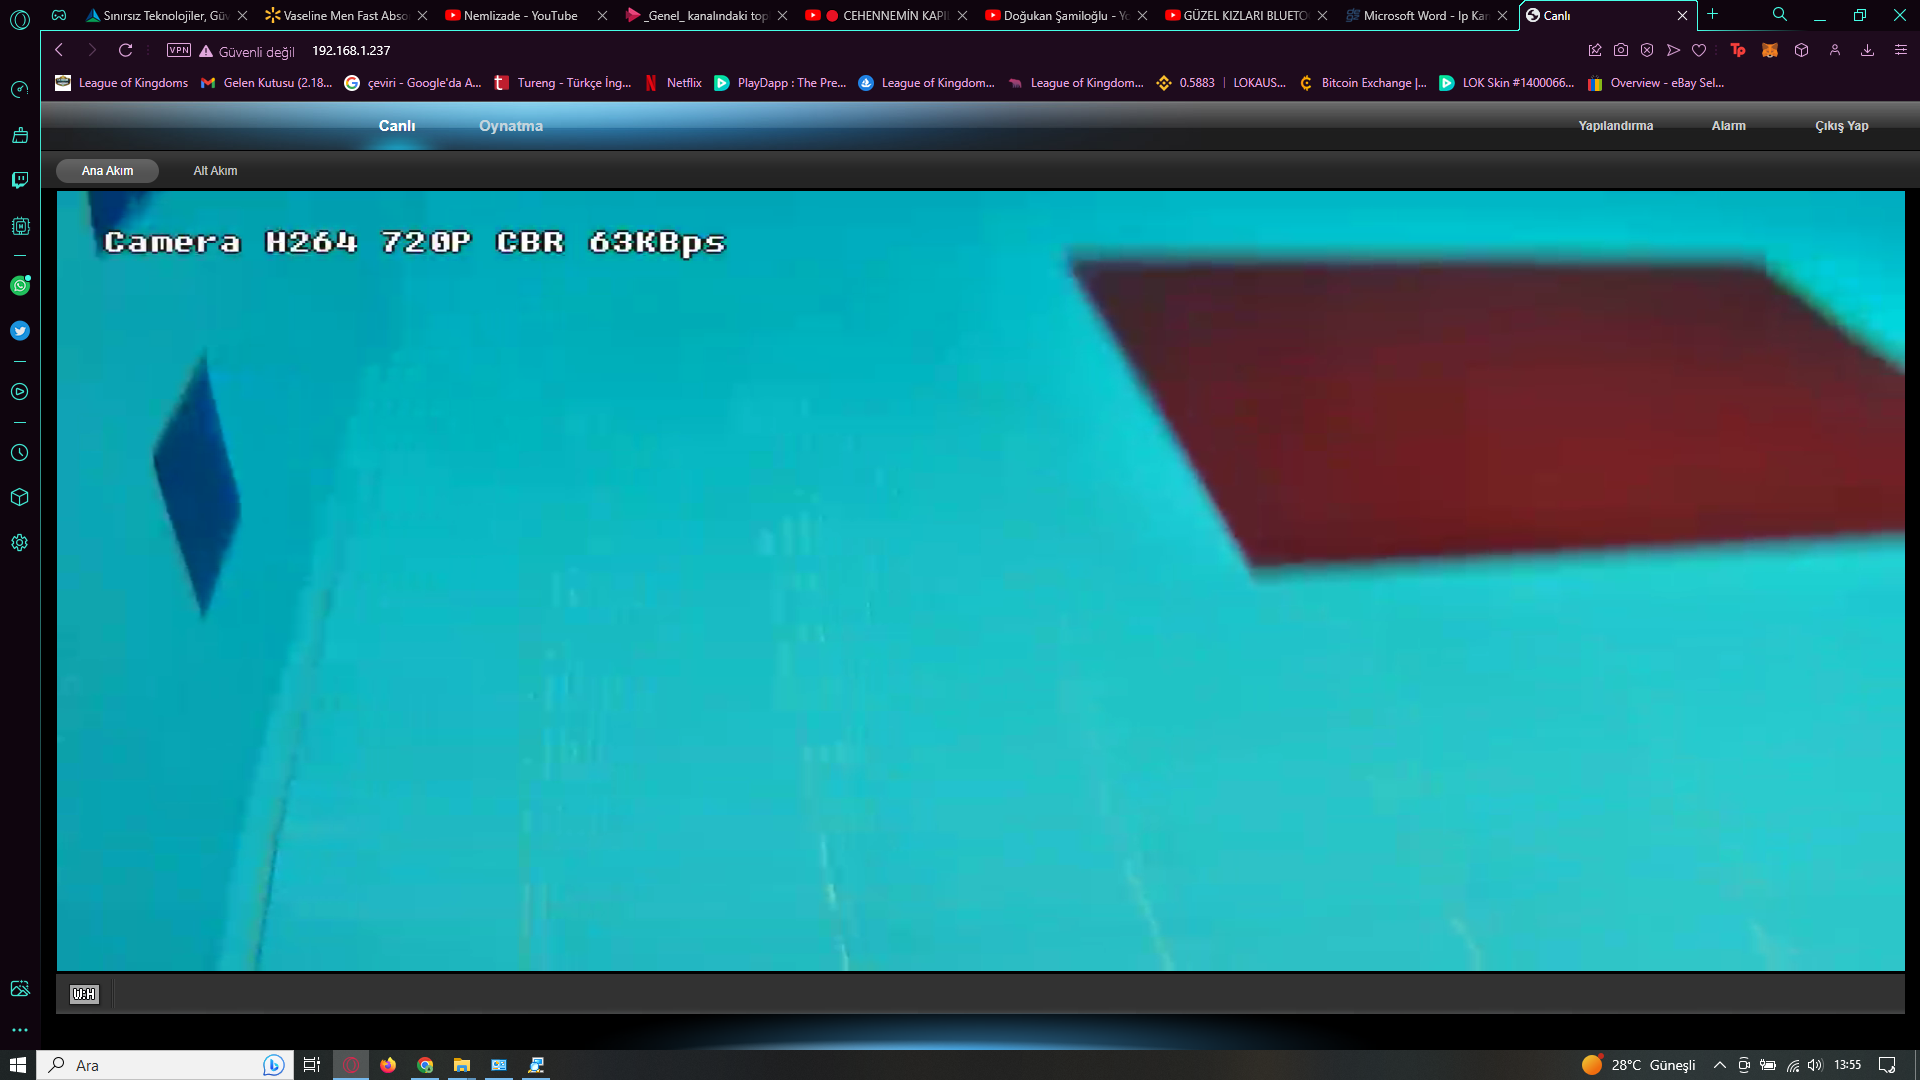 Sınırsız Teknolojiler, Güv
Vaseline Men Fast Abso
Nemlizade - YouTube
_Genel_ kanalındaki top
CEHENNEMİN KAPI
Doğukan Şamiloğlu - Yo
GÜZEL KIZLARI BLUETO
Microsoft Word - Ip Kam
Canlı
VPN
Güvenli değil
192.168.1.237
League of Kingdoms
Gelen Kutusu (2.18...
çeviri - Google'da A...
Tureng - Türkçe İng...
Netflix
PlayDapp : The Pre...
League of Kingdom...
League of Kingdom...
0.5883 | LOKAUS...
Bitcoin Exchange |...
LOK Skin #1400066...
Overview - eBay Sel...
Canlı
Oynatma
Yapılandırma
Alarm
Çıkış Yap
Ana Akım
Alt Akım
Camera H264 720P CBR 63KBps
W:H
Ara
28°C Güneşli
13:55